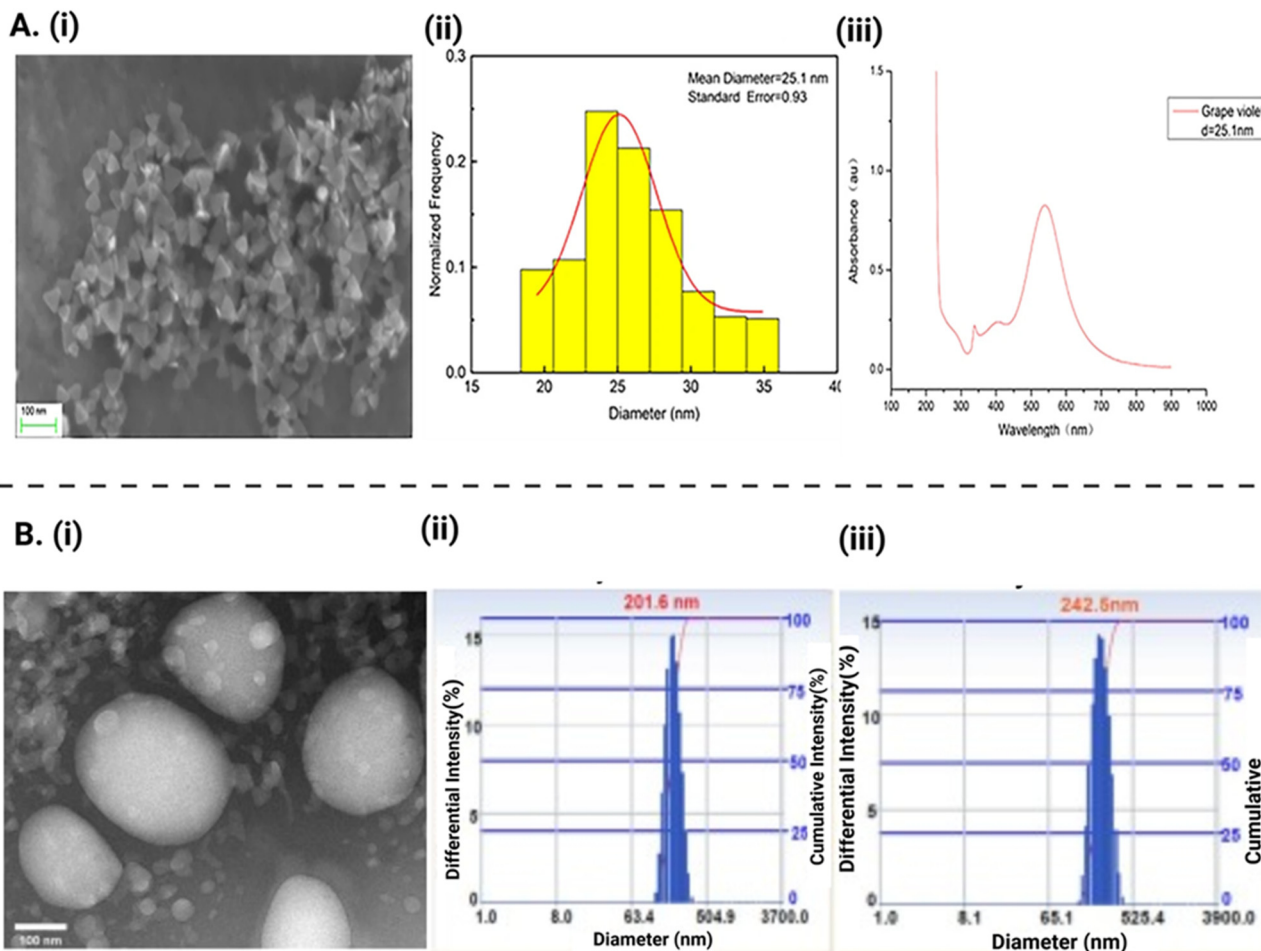 A. (i)
(ii)
(iii)
100 nm
0.3
0.2
0.1
0.0
Normalized Frequency
Mean Diameter=25.1 nm
Standard Error=0.93
15 20 25 30 35
Diameter (nm)
1.5
1.0
0.5
0.0
Absorbance (au)
Grape viole
d=25.1nm
100 200 300 400 500 600 700 800 900 1000
Wavelength (nm)
B. (i)
(ii)
(iii)
100 nm
201.6 nm
15
10
5
0
Differential Intensity(%)
100
75
50
25
0
Cumulative Intensity(%)
1.0 8.0 63.4 504.9 3700.0
Diameter (nm)
242.5nm
15
10
5
0
Differential Intensity(%)
100
75
50
25
0
Cumulative
1.0 8.1 65.1 525.4 3900.0
Diameter (nm)